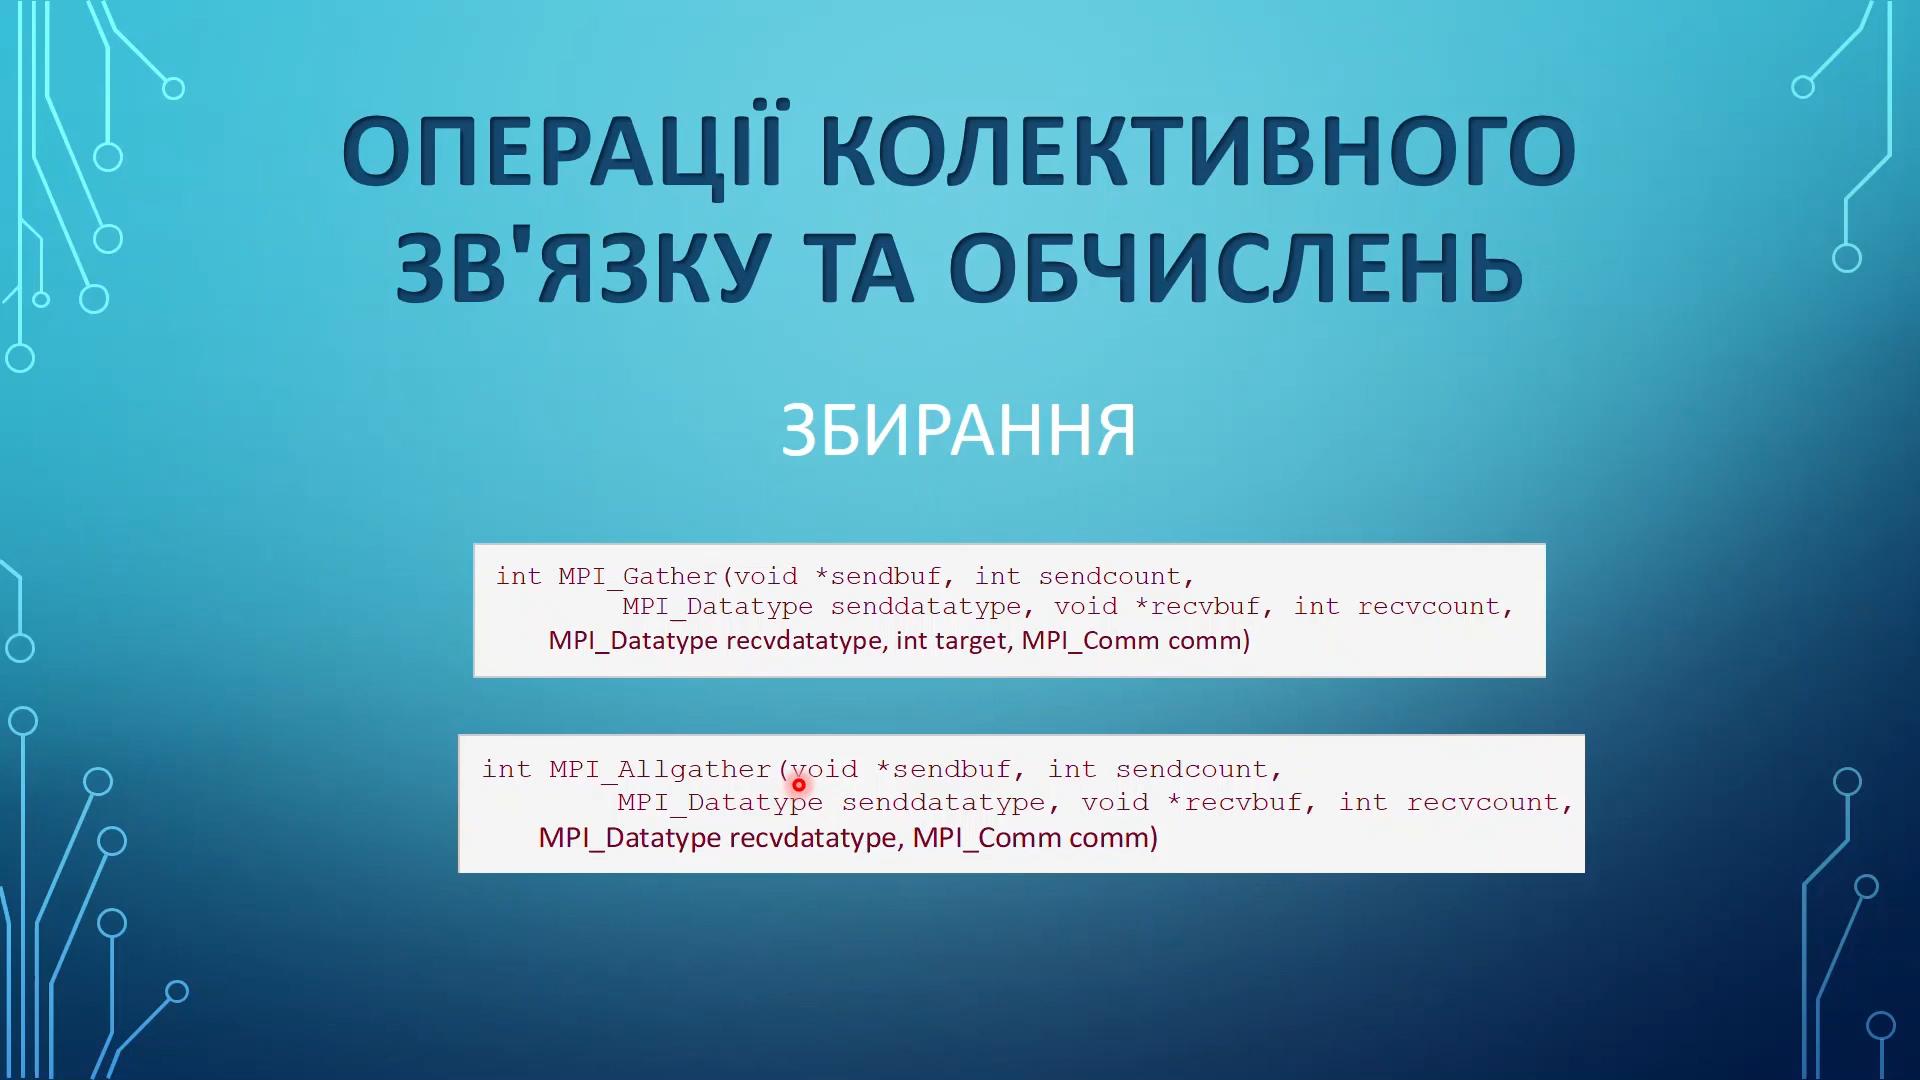 ОПЕРАЦІЇ КОЛЕКТИВНОГО
ЗВ'ЯЗКУ ТА ОБЧИСЛЕНЬ
ЗБИРАННЯ
int MPI_Gather(void *sendbuf, int sendcount,
MPI_Datatype senddatatype, void *recvbuf, int recvcount,
MPI_Datatype recvdatatype, int target, MPI_Comm comm)
int MPI_Allgather(void *sendbuf, int sendcount,
MPI_Datatype senddatatype, void *recvbuf, int recvcount,
MPI_Datatype recvdatatype, MPI_Comm comm)